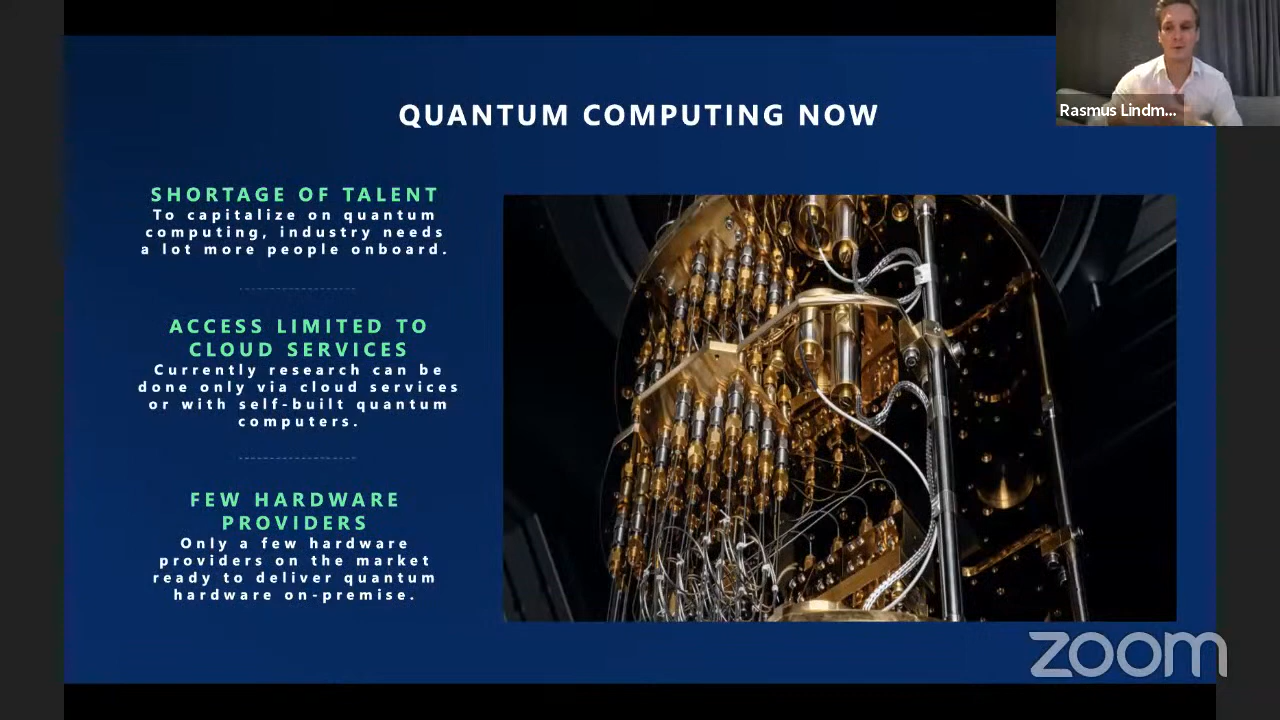 QUANTUM COMPUTING NOW
Rasmus Lindm...
SHORTAGE OF TALENT
To capitalize on quantum
computing, industry needs
a lot more people onboard.
ACCESS LIMITED TO
CLOUD SERVICES
Currently research can be
done only via cloud services
or with self-built quantum
computers.
FEW HARDWARE
PROVIDERS
Only a few hardware
providers on the market
ready to deliver quantum
hardware on-premise.
zoom